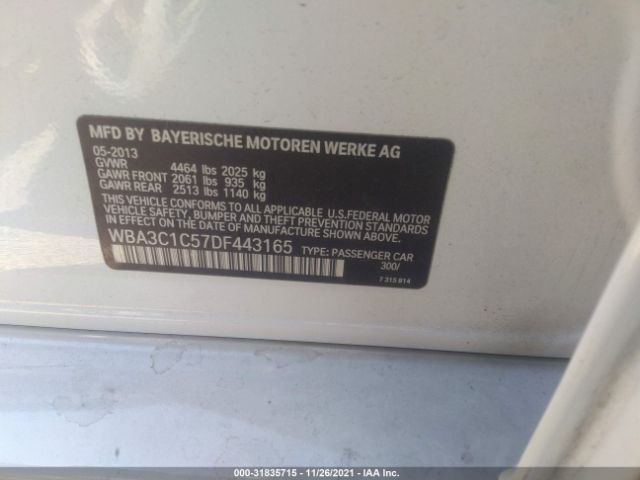 MFD BY BAYERISCHE MOTOREN WERKE AG
05-2013
GVWR 4464 lbs 2025 kg
GAWR FRONT 2061 lbs 935 kg
GAWR REAR 2513 lbs 1140 kg
THIS VEHICLE CONFORMS TO ALL APPLICABLE U.S.FEDERAL MOTOR
VEHICLE SAFETY, BUMPER AND THEFT PREVENTION STANDARDS
IN EFFECT ON THE DATE OF MANUFACTURE SHOWN ABOVE.
WBA3C1C57DF443165 TYPE: PASSENGER CAR
300/
7 315 814
000-31835715 - 11/26/2021 - IAA Inc.